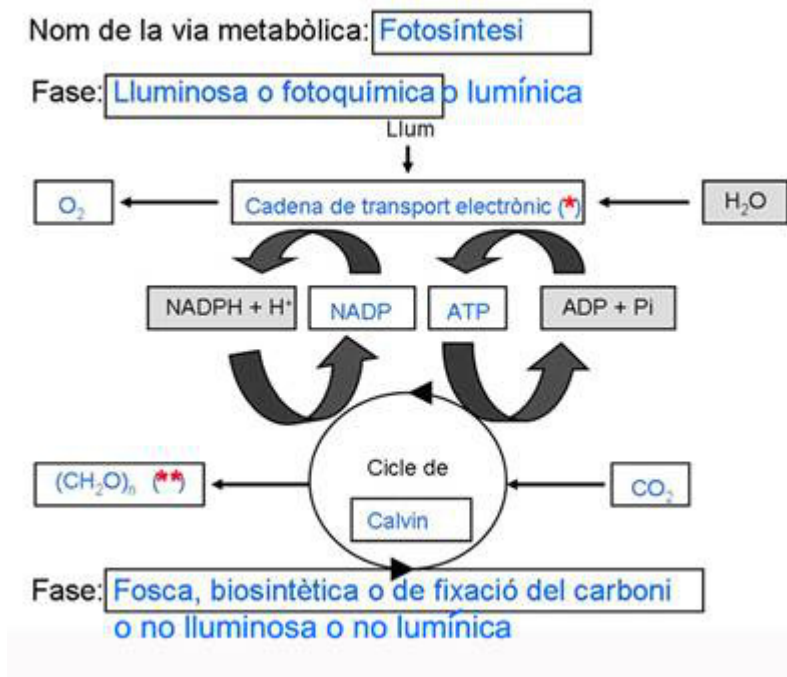 Nom de la via metabòlica: Fotosíntesi
Fase: Lluminosa o fotoquímica o lumínica
Llum
O₂
Cadena de transport electrònic (*)
H₂O
NADPH + H⁺
NADP
ATP
ADP + Pi
(CH₂O)ₙ (**)
Cicle de
Calvin
CO₂
Fase: Fosca, biosintètica o de fixació del carboni
o no lluminosa o no lumínica